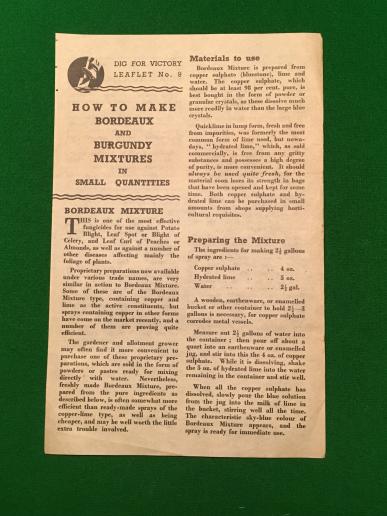 DIG FOR VICTORY
LEAFLET No. 9
HOW TO MAKE
BORDEAUX
AND
BURGUNDY
MIXTURES
IN
SMALL QUANTITIES
BORDEAUX MIXTURE
THIS is one of the most effective
fungicides for use against Potato
Blight, Leaf Spot or Blight of
Celery, and Leaf Curl of Peaches or
Almonds, as well as against a number of
other diseases affecting mainly the
foliage of plants.
Proprietary preparations now available
under various trade names, are very
similar in action to Bordeaux Mixture.
Some of these are of the Bordeaux
Mixture type, containing copper and
lime as the active constituents, but
sprays containing copper in other forms
have come on the market recently, and a
number of them are proving quite
efficient.
The gardener and allotment grower
may often find it more convenient to
purchase one of these proprietary pre-
parations, which are sold in the form of
powders or pastes ready for mixing
directly with water. Nevertheless,
freshly made Bordeaux Mixture, pre-
pared from the pure ingredients as
described below, is often somewhat more
efficient than ready-made sprays of the
copper-lime type, as well as being
cheaper, and may be well worth the little
extra trouble involved.
Materials to use
Bordeaux Mixture is prepared from
copper sulphate (bluestone), lime and
water. The copper sulphate, which
should be at least 98 per cent. pure, is
best bought in the form of powder or
granular crystals, as these dissolve much
more readily in water than the large blue
crystals.
Quicklime in lump form, fresh and free
from impurities, was formerly the most
common form of lime used, but nowa-
days, "hydrated lime," which, as sold
commercially, is free from any gritty
substances and possesses a high degree
of purity, is more convenient. It should
always be used quite fresh, for the
material soon loses its strength in bags
that have been opened and kept for some
time. Both copper sulphate and hy-
drated lime can be purchased in small
amounts from shops supplying horti-
cultural requisites.
Preparing the Mixture
The ingredients for making 2½ gallons
of spray are :—
Copper sulphate .. .. 4 oz.
Hydrated lime .. .. 5 oz.
Water .. .. 2½ gal.
A wooden, earthenware, or enamelled
bucket or other container to hold 2½—3
gallons is necessary, for copper sulphate
corrodes metal vessels.
Measure out 2½ gallons of water into
the container ; then pour off about a
quart into an earthenware or enamelled
jug, and stir into this the 4 oz. of copper
sulphate. While it is dissolving, shake
the 5 oz. of hydrated lime into the water
remaining in the container and stir well.
When all the copper sulphate has
dissolved, slowly pour the blue solution
from the jug into the milk of lime in
the bucket, stirring well all the time.
The characteristic sky-blue colour of
Bordeaux Mixture appears, and the
spray is ready for immediate use.